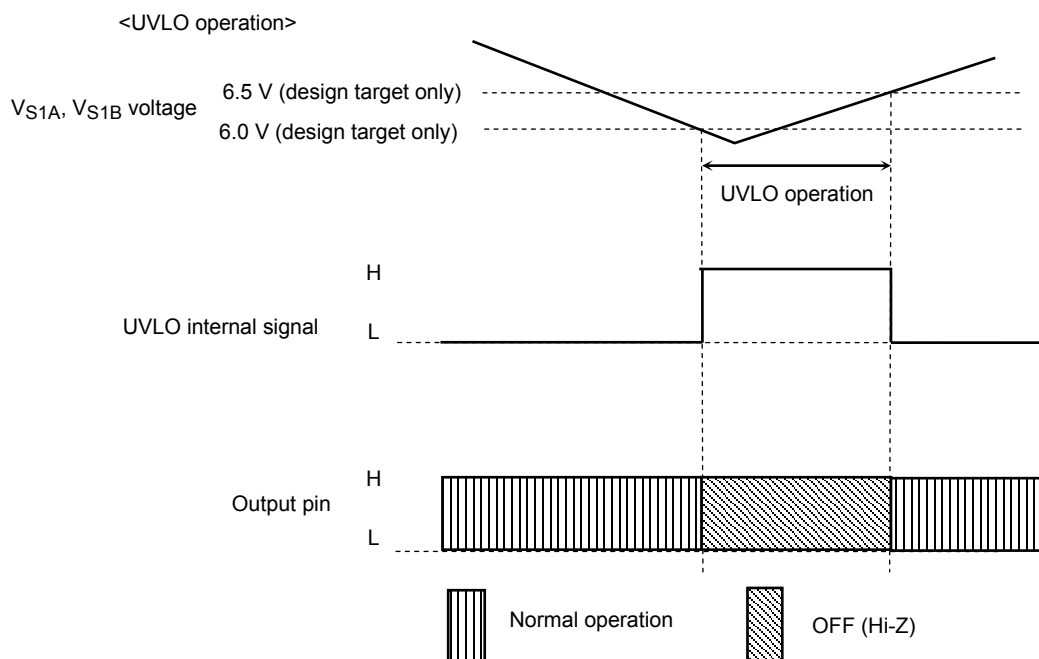 <UVLO operation>
6.5 V (design target only)
VS1A, VS1B voltage
6.0 V (design target only)
UVLO operation
H
UVLO internal signal
L
H
Output pin
L
Normal operation
OFF (Hi-Z)